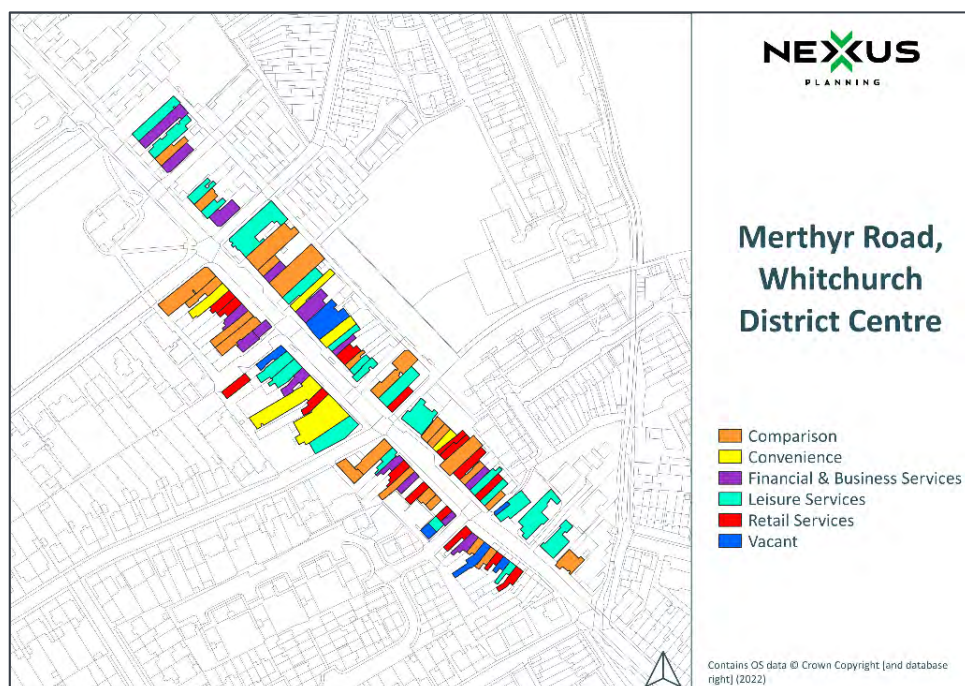 NEXUS
PLANNING
Merthyr Road,
Whitchurch
District Centre
Comparison
Convenience
Financial & Business Services
Leisure Services
Retail Services
Vacant
Contains OS data © Crown Copyright [and database
right] (2022)